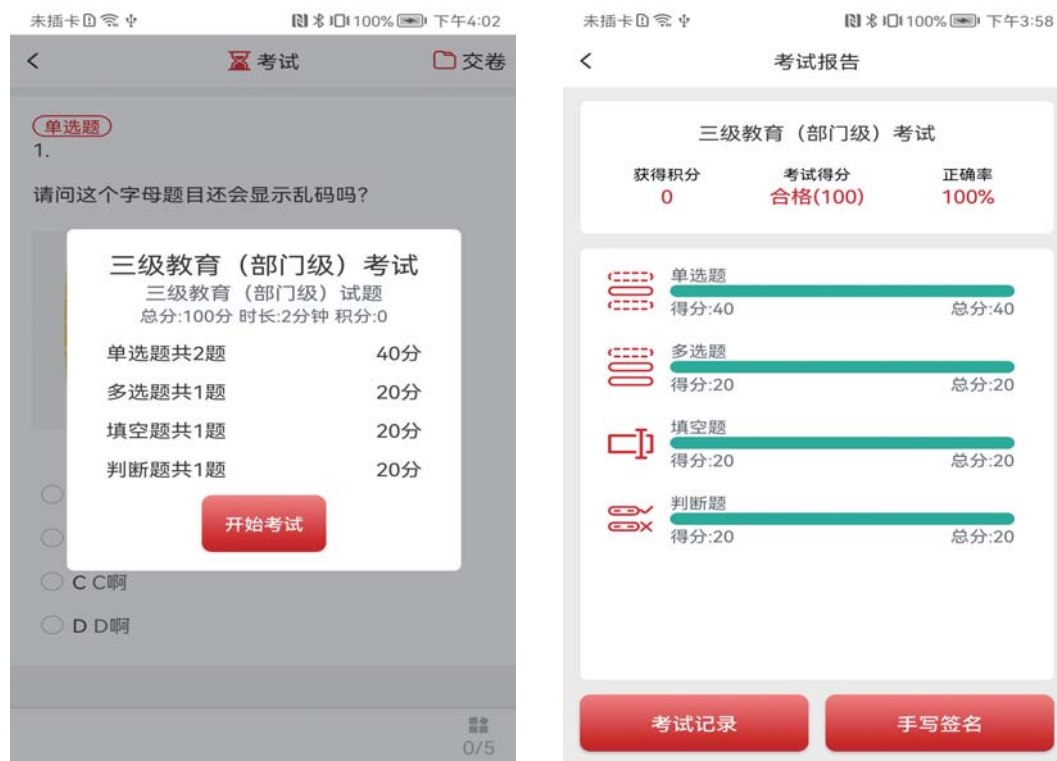 未插卡 100% 下午4:02
考试 交卷
单选题
1.
请问这个字母题目还会显示乱码吗?
三级教育（部门级）考试
三级教育（部门级）试题
总分:100分 时长:2分钟 积分:0
单选题共2题 40分
多选题共1题 20分
填空题共1题 20分
判断题共1题 20分
开始考试
C C啊
D D啊
0/5
未插卡 100% 下午3:58
考试报告
三级教育（部门级）考试
获得积分 考试得分 正确率
0 合格(100) 100%
单选题
得分:40 总分:40
多选题
得分:20 总分:20
填空题
得分:20 总分:20
判断题
得分:20 总分:20
考试记录 手写签名